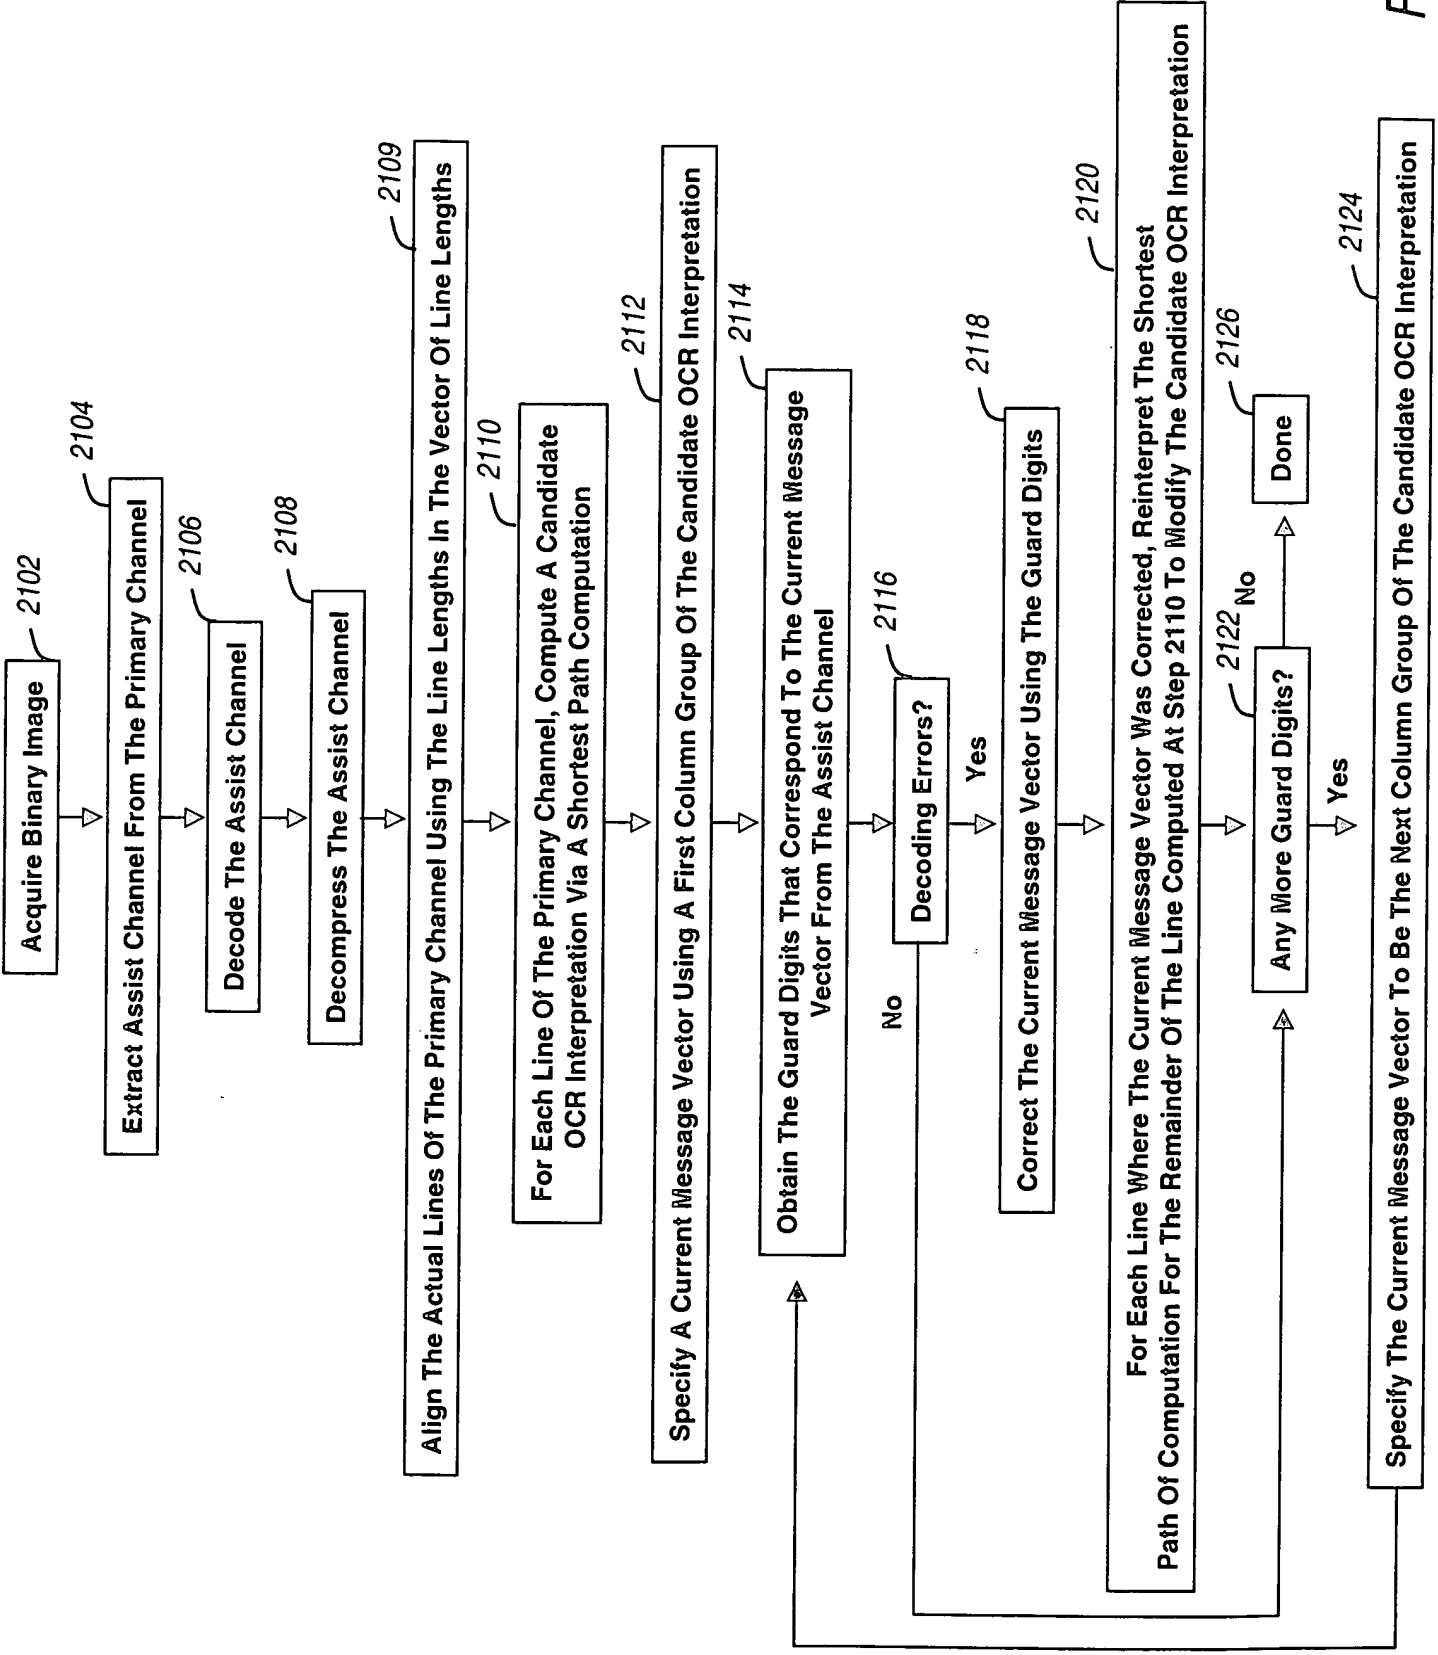 Acquire Binary Image
2102
Extract Assist Channel From The Primary Channel
2104
Decode The Assist Channel
2106
Decompress The Assist Channel
2108
Align The Actual Lines Of The Primary Channel Using The Line Lengths In The Vector Of Line Lengths
2109
For Each Line Of The Primary Channel, Compute A Candidate
OCR Interpretation Via A Shortest Path Computation
2110
Specify A Current Message Vector Using A First Column Group Of The Candidate OCR Interpretation
2112
Obtain The Guard Digits That Correspond To The Current Message
Vector From The Assist Channel
2114
Decoding Errors?
2116
No
Yes
Correct The Current Message Vector Using The Guard Digits
2118
For Each Line Where The Current Message Vector Was Corrected, Reinterpret The Shortest
Path Of Computation For The Remainder Of The Line Computed At Step 2110 To Modify The Candidate OCR Interpretation
2120
Any More Guard Digits?
2122
No
Done
2126
Yes
Specify The Current Message Vector To Be The Next Column Group Of The Candidate OCR Interpretation
2124